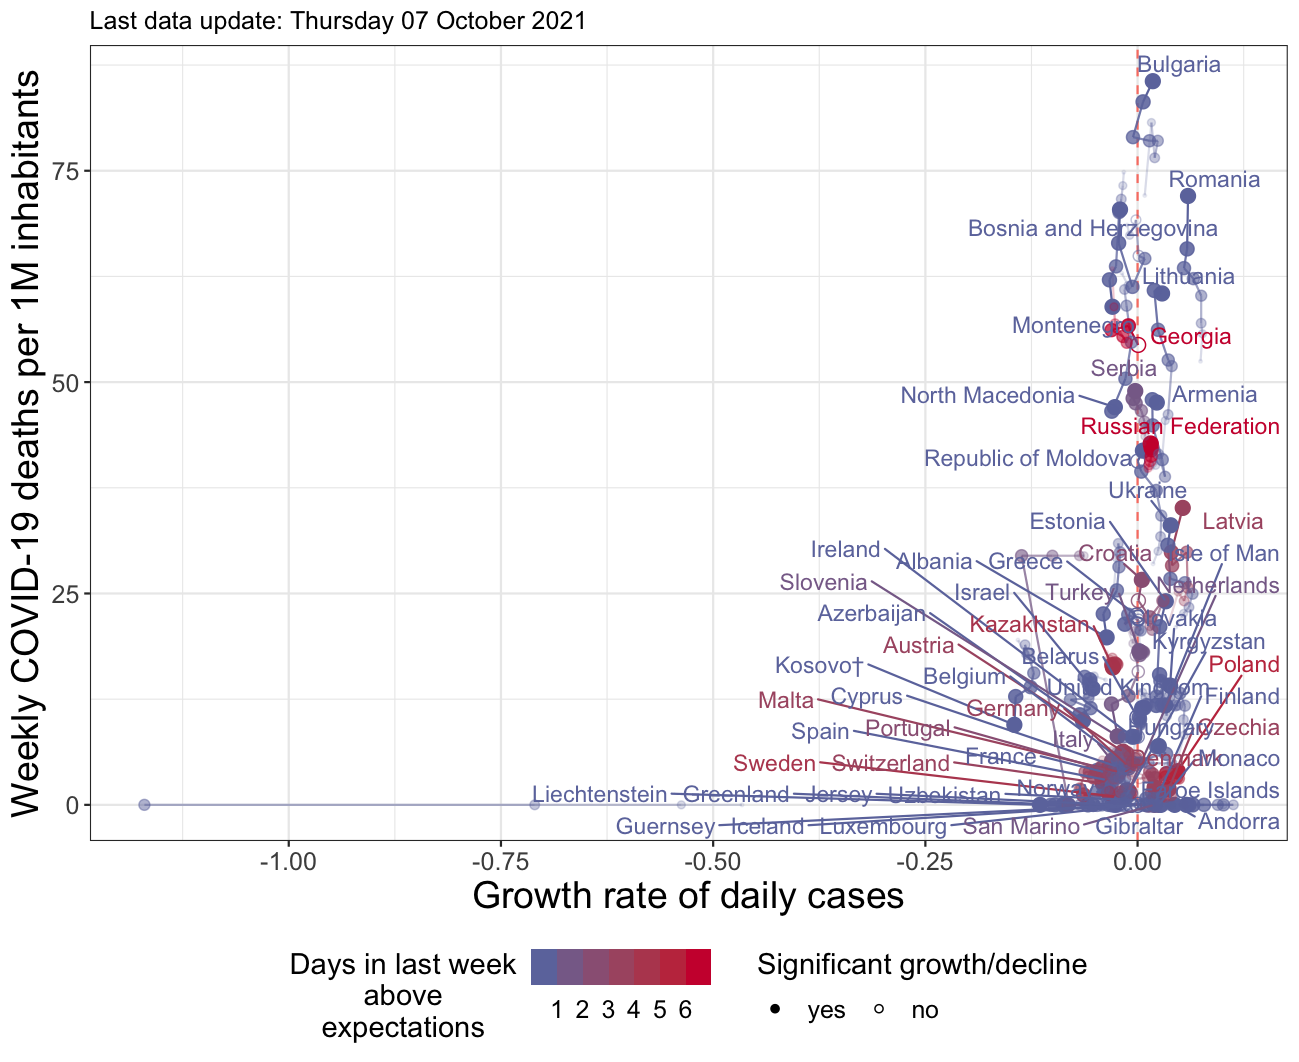 Last data update: Thursday 07 October 2021
Weekly COVID-19 deaths per 1M inhabitants
75
50
25
0
Bulgaria
Romania
Bosnia and Herzegovina
Lithuania
Georgia
Serbia
North Macedonia
Armenia
Russian Federation
Republic of Moldova
Ukraine
Estonia
Latvia
Ireland
Albania
Greece
Croatia
Isle of Man
Slovenia
Israel
Turkey
Netherlands
Azerbaijan
Kazakhstan
Slovakia
Austria
Belarus
Kyrgyzstan
Kosovo†
Belgium
Poland
Malta
Cyprus
Germany
United Kingdom
Finland
Spain
Portugal
Italy
Hungary
Czechia
Sweden
Switzerland
France
Denmark
Monaco
Liechtenstein
Greenland
Jersey
Uzbekistan
Islands
Guernsey
Iceland
Luxembourg
San Marino
Gibraltar
Andorra
-1.00
-0.75
-0.50
-0.25
0.00
Growth rate of daily cases
Days in last week
above
expectations
1 2 3 4 5 6
Significant growth/decline
yes
no